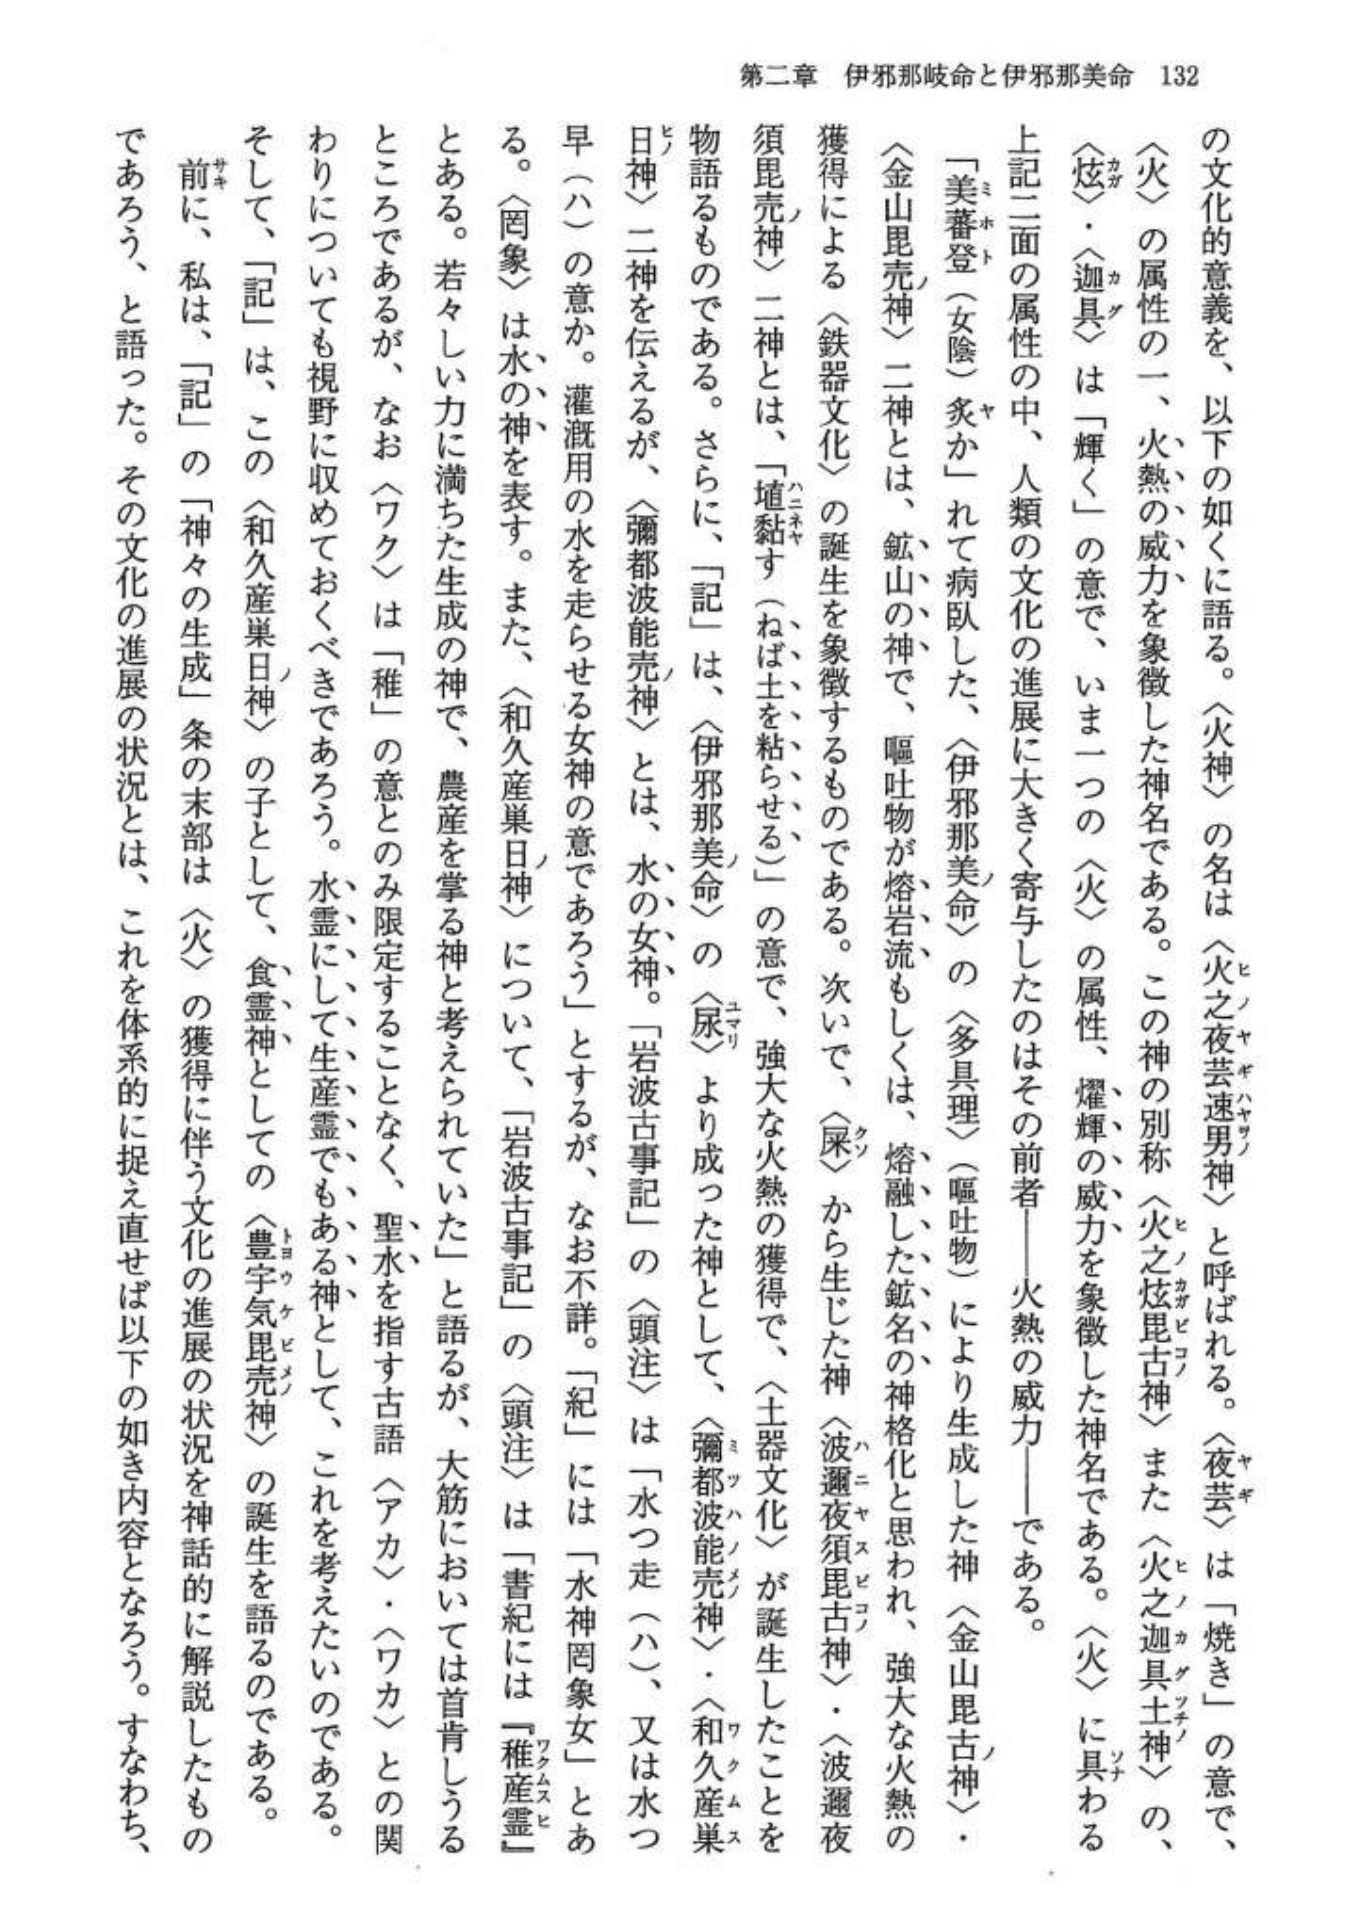 第二章　伊邪那岐命と伊邪那美命　132
の文化的意義を、以下の如くに語る。〈火神〉の名は〈火之夜芸速男神〉と呼ばれる。〈夜芸〉は「焼き」の意で、
〈火〉の属性の一、火熱の威力を象徴した神名である。この神の別称〈火之炫毘古神〉また〈火之迦具土神〉の、
〈炫〉・〈迦具〉は「輝く」の意で、いま一つの〈火〉の属性、燿輝の威力を象徴した神名である。〈火〉に具わる
上記二面の属性の中、人類の文化の進展に大きく寄与したのはその前者――火熱の威力――である。
「美蕃登（女陰）炙か」れて病臥した、〈伊邪那美命〉の〈多具理〉（嘔吐物）により生成した神〈金山毘古神〉・
〈金山毘売神〉二神とは、鉱山の神で、嘔吐物が熔岩流もしくは、熔融した鉱名の神格化と思われ、強大な火熱の
獲得による〈鉄器文化〉の誕生を象徴するものである。次いで、〈屎〉から生じた神〈波邇夜須毘古神〉・〈波邇夜
須毘売神〉二神とは、「埴黏す（ねば土を粘らせる）」の意で、強大な火熱の獲得で、〈土器文化〉が誕生したことを
物語るものである。さらに、「記」は、〈伊邪那美命〉の〈尿〉より成った神として、〈彌都波能売神〉・〈和久産巣
日神〉二神を伝えるが、〈彌都波能売神〉とは、水の女神。「岩波古事記」の〈頭注〉は「水つ走（ハ）、又は水つ
早（ハ）の意か。灌漑用の水を走らせる女神の意であろう」とするが、なお不詳。「紀」には「水神罔象女」とあ
る。〈罔象〉は水の神を表す。また、〈和久産巣日神〉について、「岩波古事記」の〈頭注〉は「書紀には『稚産霊』
とある。若々しい力に満ちた生成の神で、農産を掌る神と考えられていた」と語るが、大筋においては首肯しうる
ところであるが、なお〈ワク〉は「稚」の意とのみ限定することなく、聖水を指す古語〈アカ〉・〈ワカ〉との関
わりについても視野に収めておくべきであろう。水霊にして生産霊でもある神として、これを考えたいのである。
そして、「記」は、この〈和久産巣日神〉の子として、食霊神としての〈豊宇気毘売神〉の誕生を語るのである。
前に、私は、「記」の「神々の生成」条の末部は〈火〉の獲得に伴う文化の進展の状況を神話的に解説したもの
であろう、と語った。その文化の進展の状況とは、これを体系的に捉え直せば以下の如き内容となろう。すなわち、